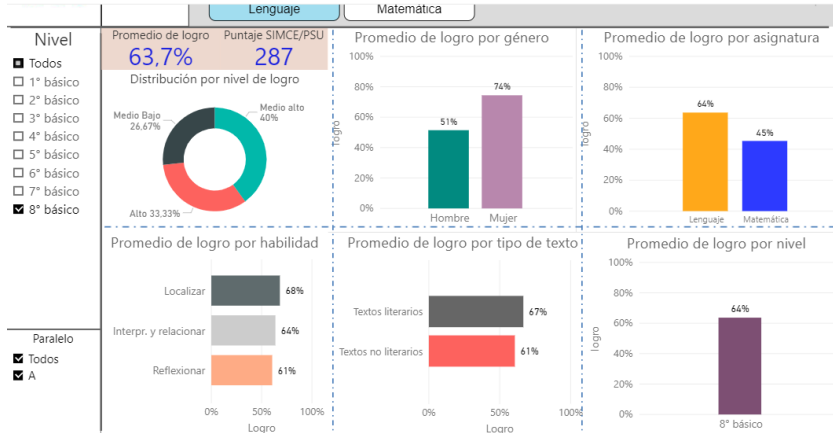 Lenguaje
Matemática
Nivel
Todos
1° básico
2° básico
3° básico
4° básico
5° básico
6° básico
7° básico
8° básico
Paralelo
Todos
A
Promedio de logro
63,7%
Puntaje SIMCE/PSU
287
Distribución por nivel de logro
Medio Bajo
26,67%
Medio alto
40%
Alto 33,33%
Promedio de logro por género
100%
80%
60%
40%
20%
0%
logro
51%
74%
Hombre
Mujer
Promedio de logro por asignatura
100%
80%
60%
40%
20%
0%
logro
64%
45%
Lenguaje
Matemática
Promedio de logro por habilidad
Localizar
68%
Interpr. y relacionar
64%
Reflexionar
61%
0%
50%
100%
Logro
Promedio de logro por tipo de texto
Textos literarios
67%
Textos no literarios
61%
0%
50%
100%
Logro
Promedio de logro por nivel
100%
80%
60%
40%
20%
0%
logro
64%
8° básico